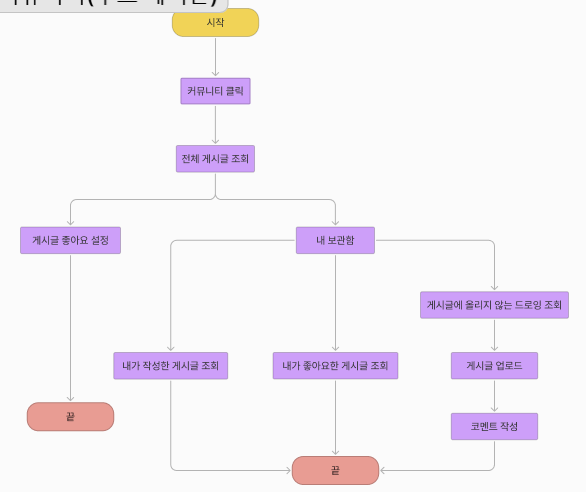 시작
커뮤니티 클릭
전체 게시글 조회
게시글 좋아요 설정
내 보관함
게시글에 올리지 않는 드로잉 조회
내가 작성한 게시글 조회
내가 좋아요한 게시글 조회
게시글 업로드
코멘트 작성
끝
끝